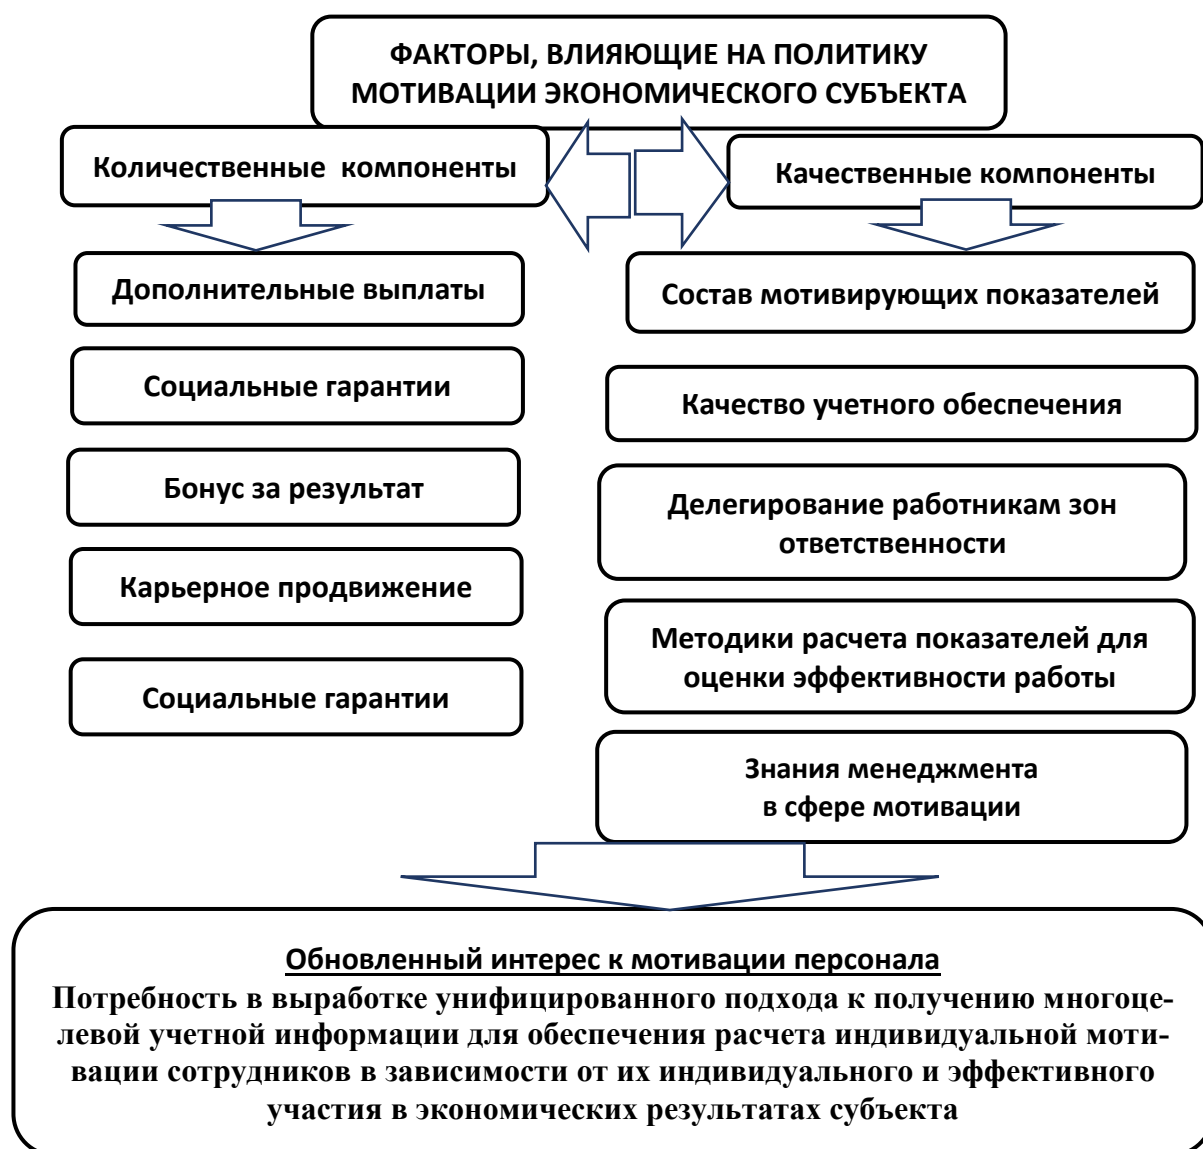 ФАКТОРЫ, ВЛИЯЮЩИЕ НА ПОЛИТИКУ
МОТИВАЦИИ ЭКОНОМИЧЕСКОГО СУБЪЕКТА
Количественные компоненты
Дополнительные выплаты
Социальные гарантии
Бонус за результат
Карьерное продвижение
Социальные гарантии
Качественные компоненты
Состав мотивирующих показателей
Качество учетного обеспечения
Делегирование работникам зон
ответственности
Методики расчета показателей для
оценки эффективности работы
Знания менеджмента
в сфере мотивации
Обновленный интерес к мотивации персонала
Потребность в выработке унифицированного подхода к получению многоце-
левой учетной информации для обеспечения расчета индивидуальной моти-
вации сотрудников в зависимости от их индивидуального и эффективного
участия в экономических результатах субъекта